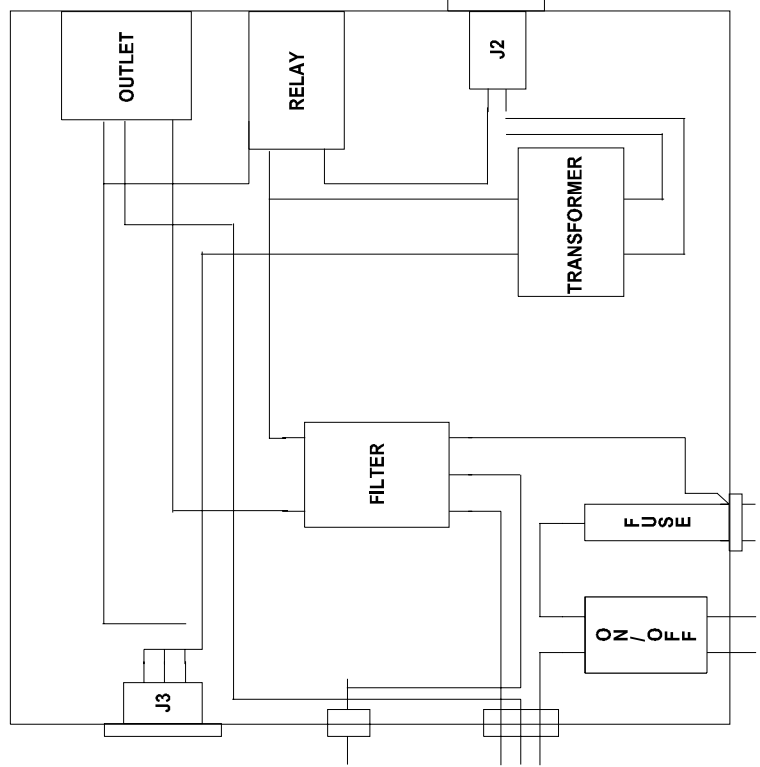 OUTLET
RELAY
J2
TRANSFORMER
FILTER
FUSE
ON/OFF
J3